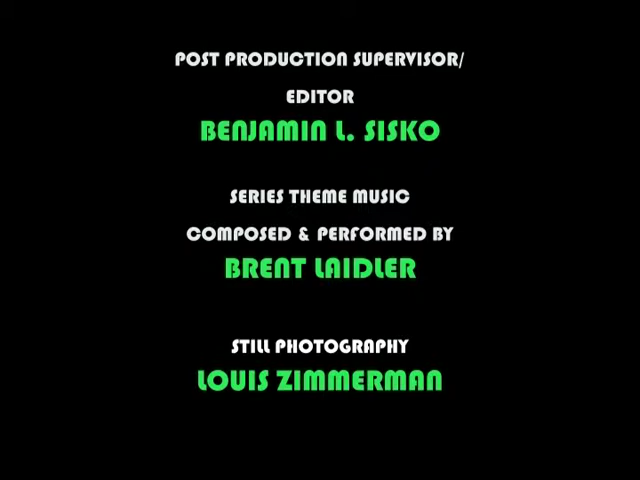 POST PRODUCTION SUPERVISOR/
EDITOR
BENJAMIN L. SISKO
SERIES THEME MUSIC
COMPOSED & PERFORMED BY
BRENT LAIDLER
STILL PHOTOGRAPHY
LOUIS ZIMMERMAN